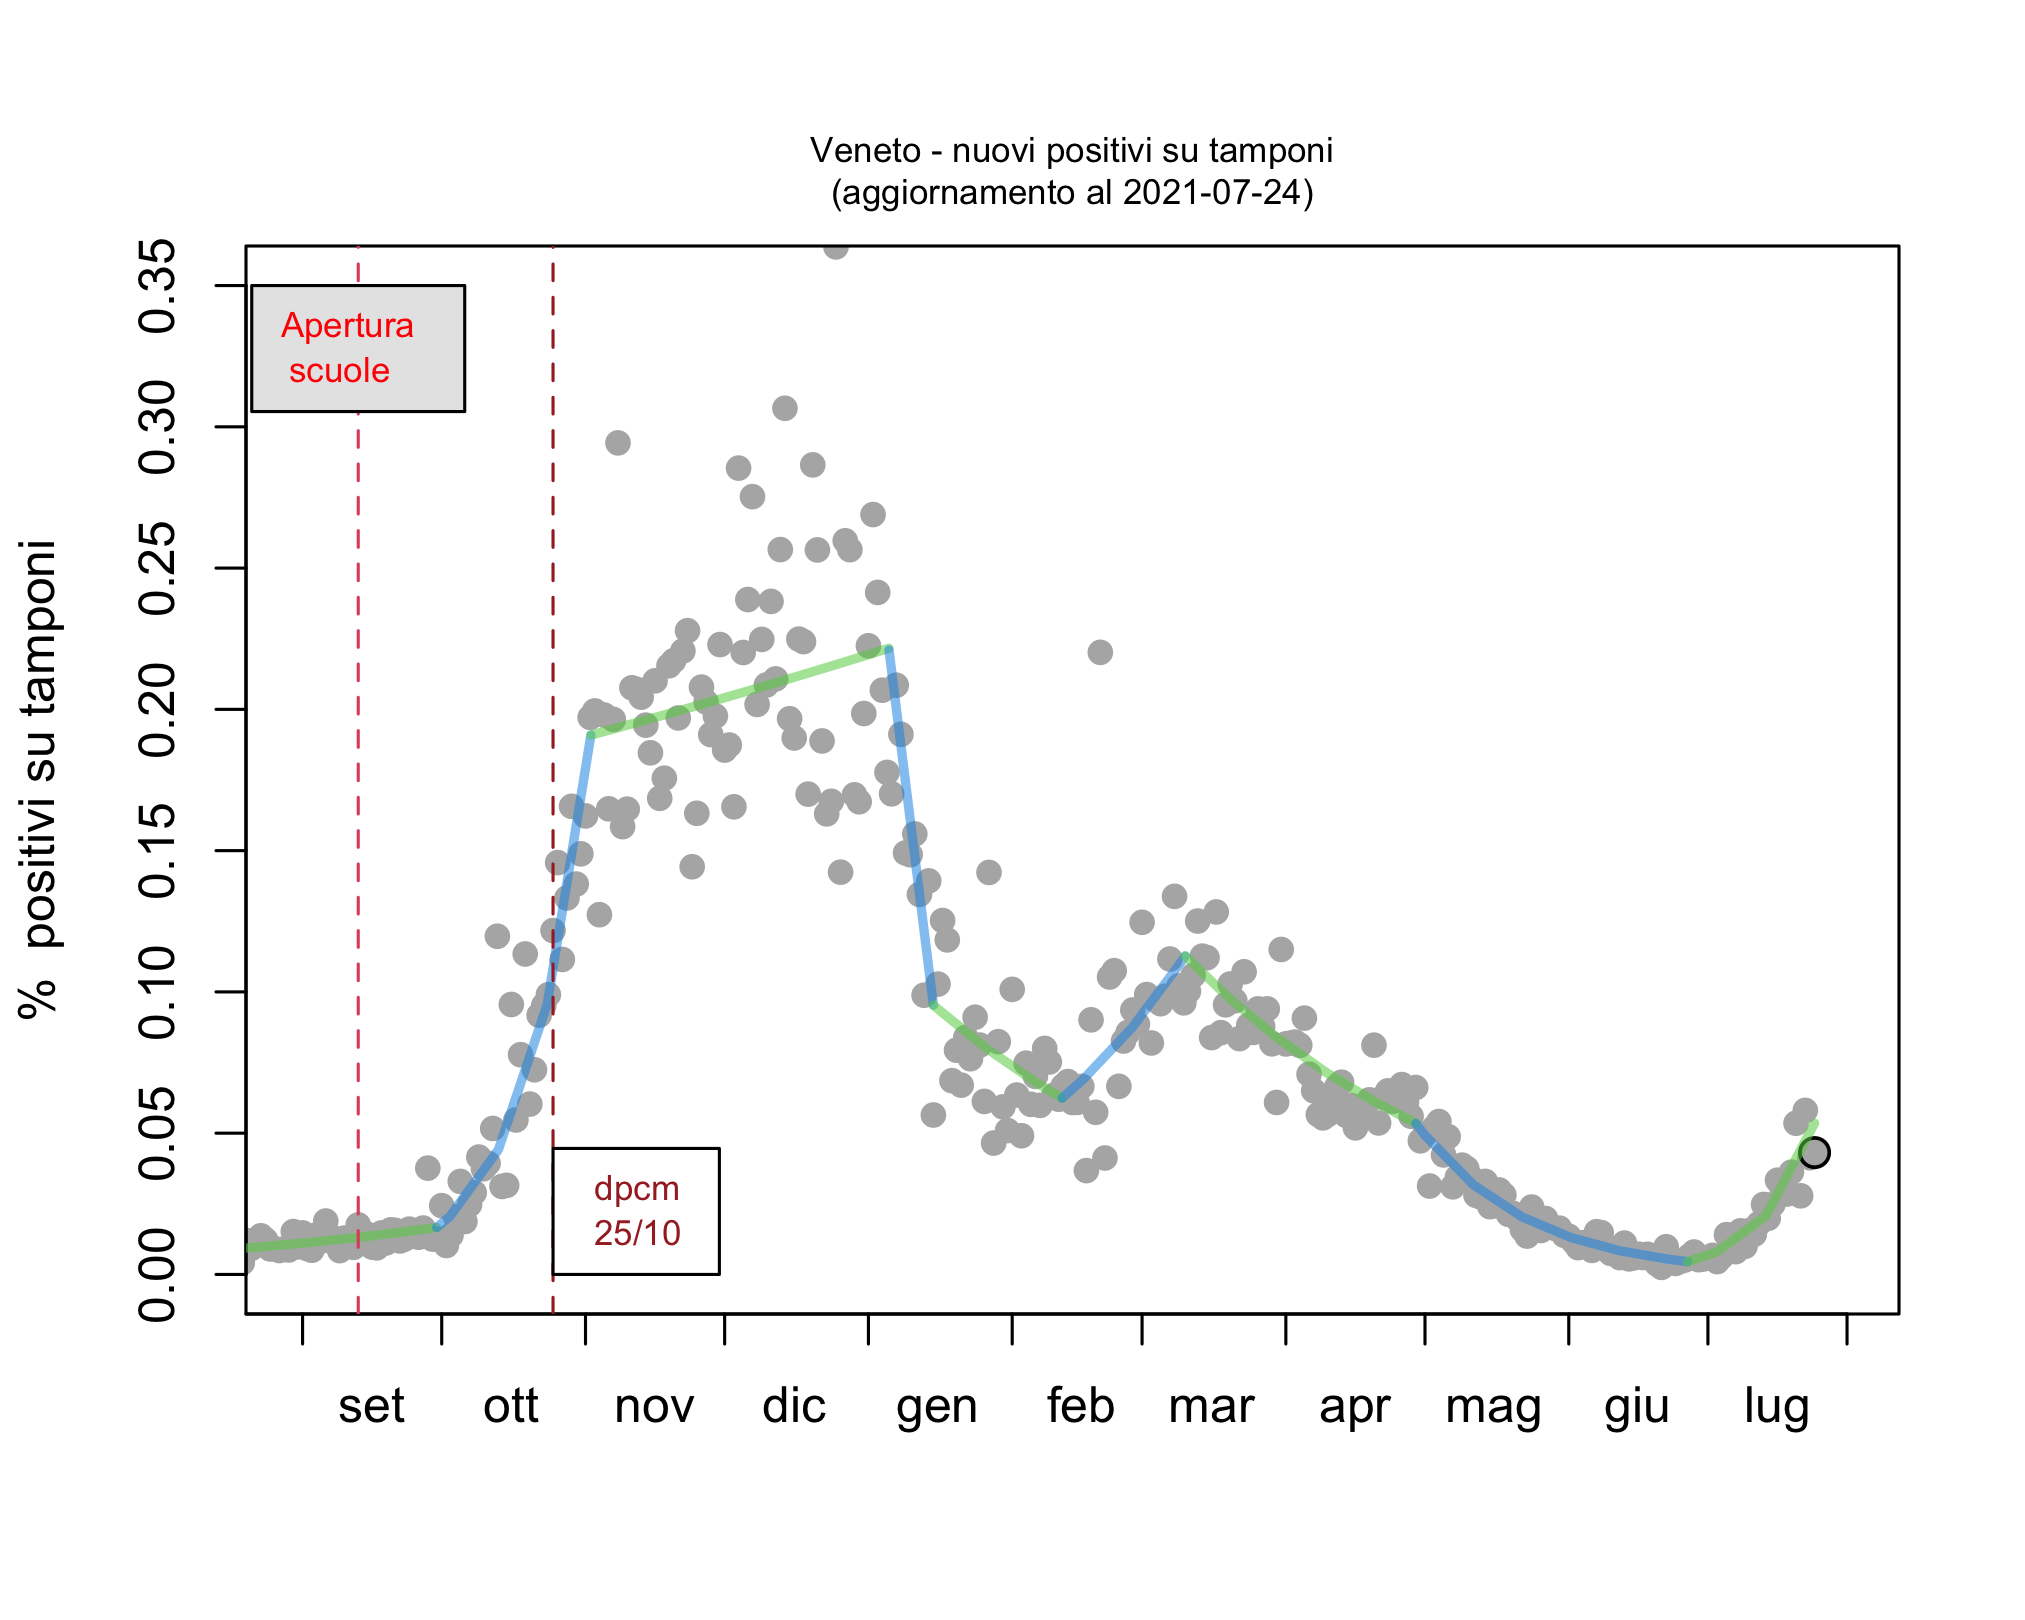 Veneto - nuovi positivi su tamponi
(aggiornamento al 2021-07-24)
% positivi su tamponi
0.35
0.30
0.25
0.20
0.15
0.10
0.05
0.00
Apertura
scuole
dpcm
25/10
set ott nov dic gen feb mar apr mag giu lug